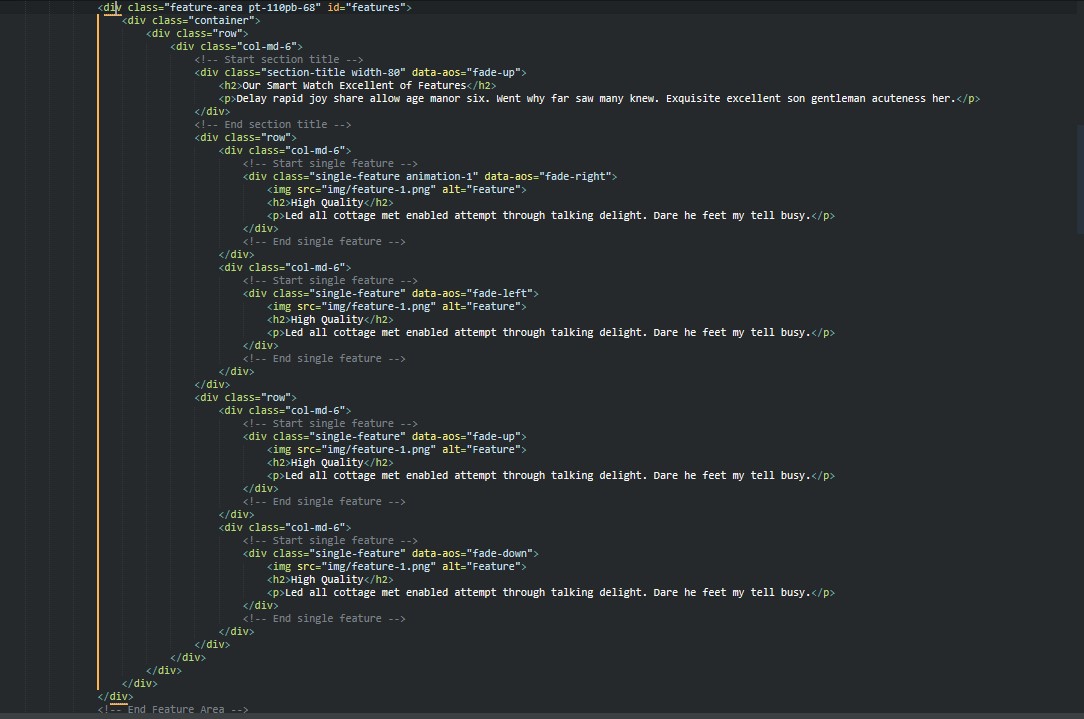 <div class="feature-area pt-110pb-68" id="features">
<div class="container">
<div class="row">
<div class="col-md-6">
<!-- Start section title -->
<div class="section-title width-80" data-aos="fade-up">
<h2>Our Smart Watch Excellent of Features</h2>
<p>Delay rapid joy share allow age manor six. Went why far saw many knew. Exquisite excellent son gentleman acuteness her.</p>
</div>
<!-- End section title -->
<div class="row">
<div class="col-md-6">
<!-- Start single feature -->
<div class="single-feature animation-1" data-aos="fade-right">
<img src="img/feature-1.png" alt="Feature">
<h2>High Quality</h2>
<p>Led all cottage met enabled attempt through talking delight. Dare he feet my tell busy.</p>
</div>
<!-- End single feature -->
</div>
<div class="col-md-6">
<!-- Start single feature -->
<div class="single-feature" data-aos="fade-left">
<img src="img/feature-1.png" alt="Feature">
<h2>High Quality</h2>
<p>Led all cottage met enabled attempt through talking delight. Dare he feet my tell busy.</p>
</div>
<!-- End single feature -->
</div>
</div>
<div class="row">
<div class="col-md-6">
<!-- Start single feature -->
<div class="single-feature" data-aos="fade-up">
<img src="img/feature-1.png" alt="Feature">
<h2>High Quality</h2>
<p>Led all cottage met enabled attempt through talking delight. Dare he feet my tell busy.</p>
</div>
<!-- End single feature -->
</div>
<div class="col-md-6">
<!-- Start single feature -->
<div class="single-feature" data-aos="fade-down">
<img src="img/feature-1.png" alt="Feature">
<h2>High Quality</h2>
<p>Led all cottage met enabled attempt through talking delight. Dare he feet my tell busy.</p>
</div>
<!-- End single feature -->
</div>
</div>
</div>
</div>
</div>
</div>
<!-- End Feature Area -->